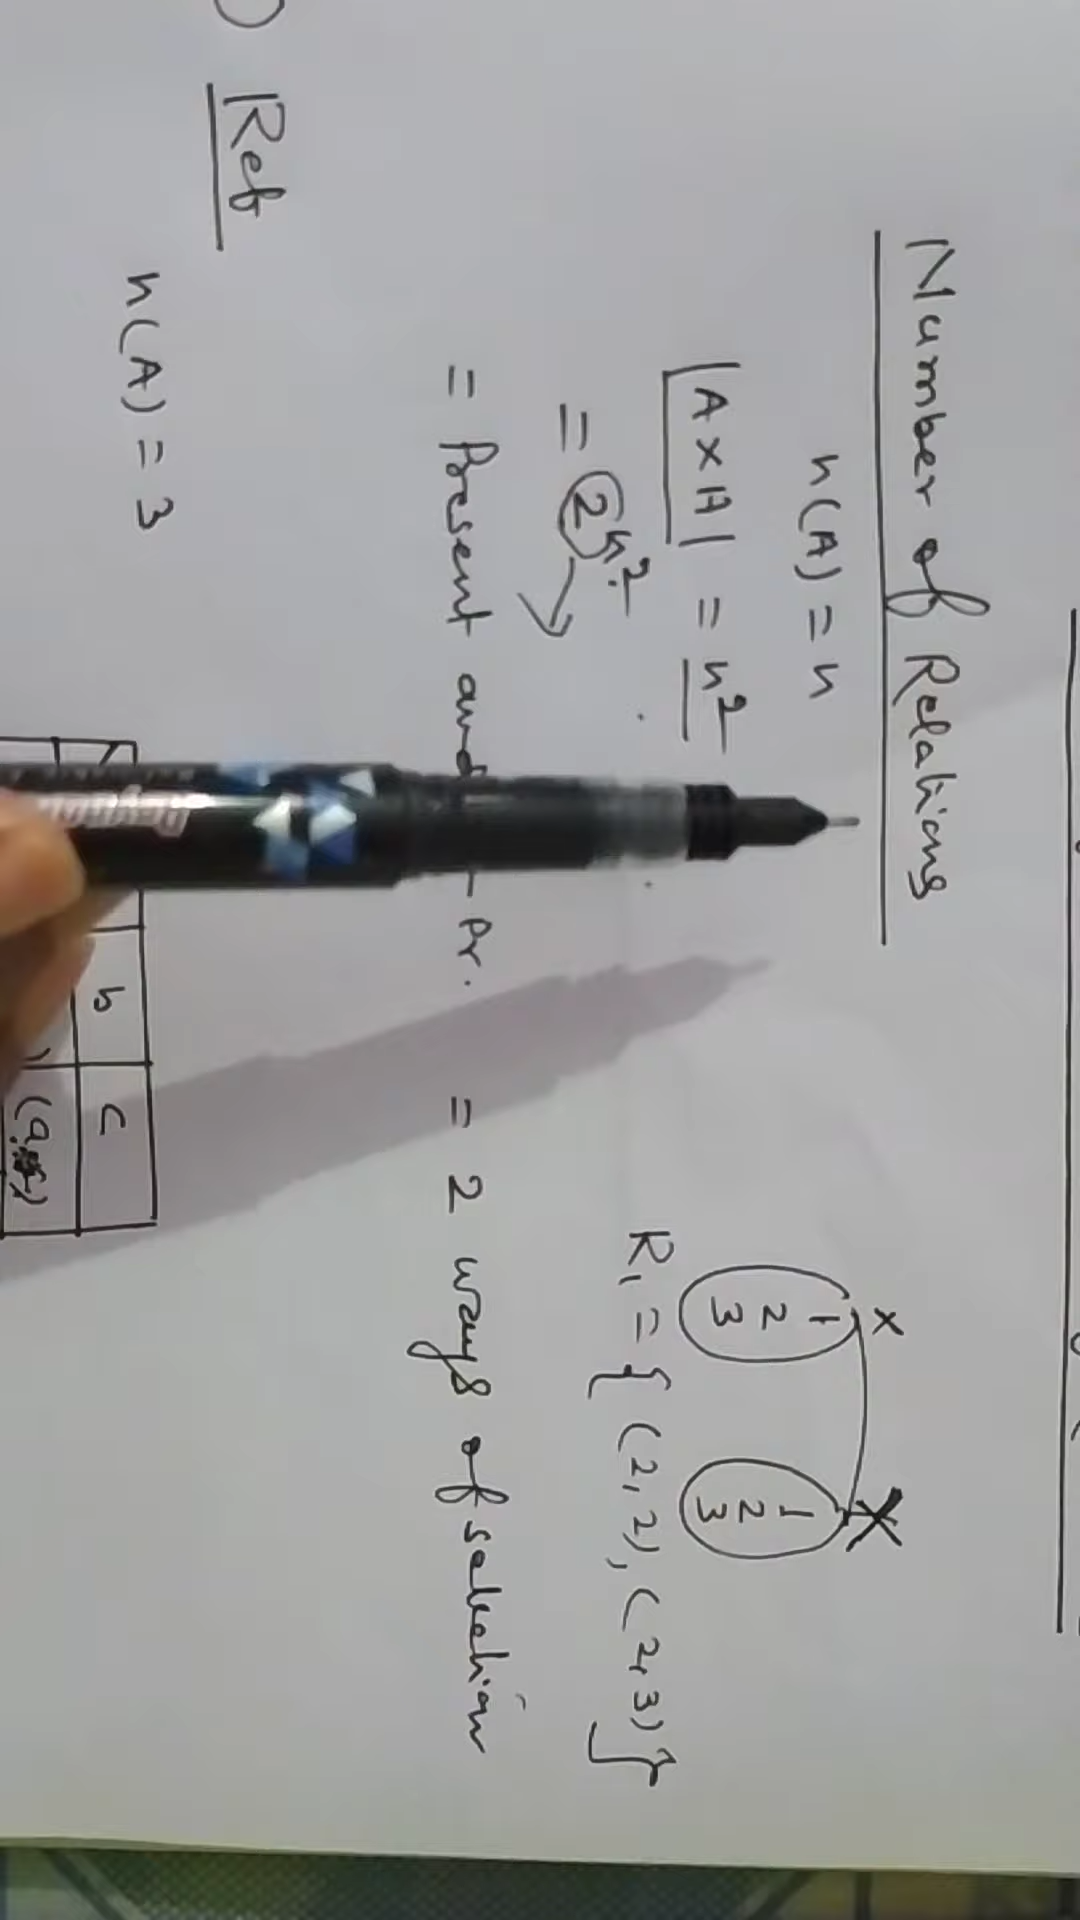 Number of Relations
n(A) = n
|A×A| = n²
= 2^n²
R₁ = { (2, 2), (2, 3) }
1 2 3
1 2 3
= Present and Pr. = 2 ways of selection
Ref
n(A) = 3
b c